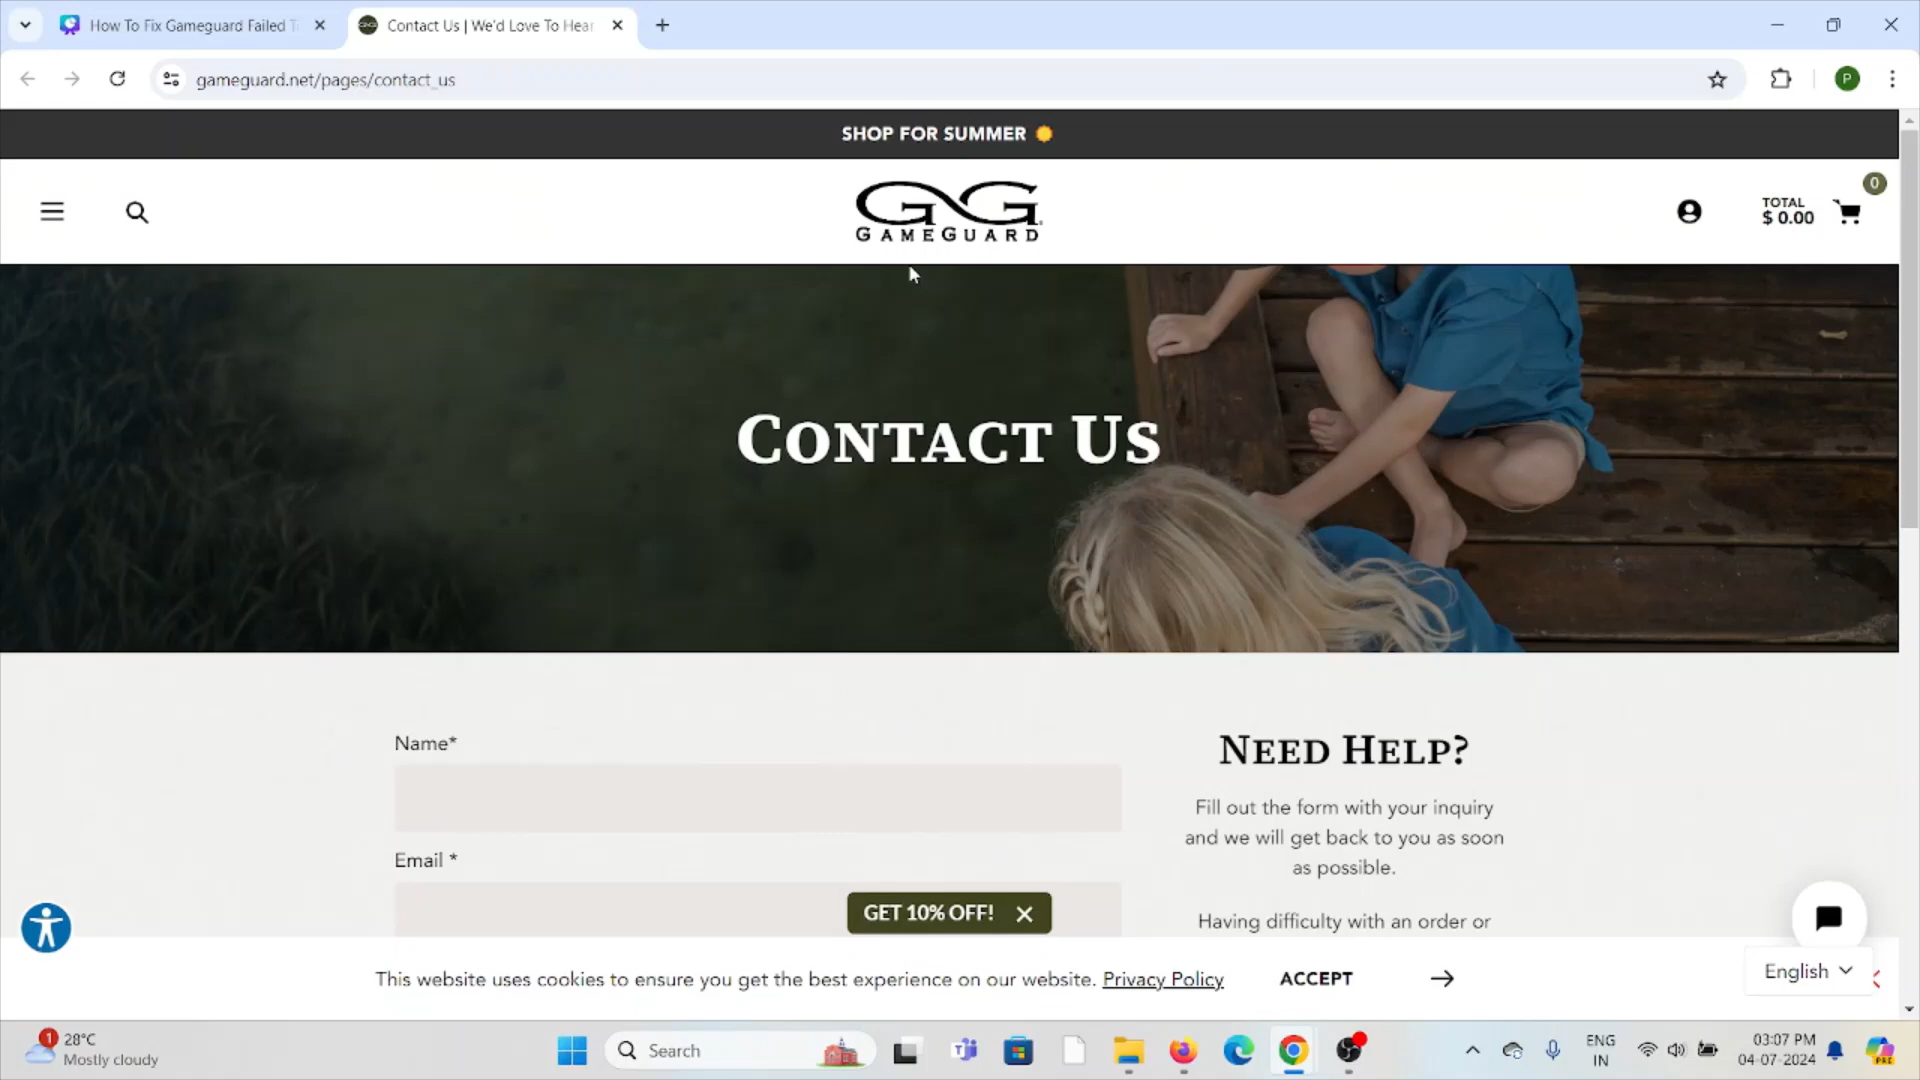 How To Fix Gameguard Failed T
Contact Us | We'd Love To Hear
gameguard.net/pages/contact_us
P
SHOP FOR SUMMER
GG
GAMEGUARD
TOTAL
$ 0.00
0
CONTACT US
Name*
Email *
NEED HELP?
Fill out the form with your inquiry
and we will get back to you as soon
as possible.
Having difficulty with an order or
GET 10% OFF!
This website uses cookies to ensure you get the best experience on our website. Privacy Policy
ACCEPT
English
1
28°C
Mostly cloudy
Search
ENG
IN
03:07 PM
04-07-2024
PRE